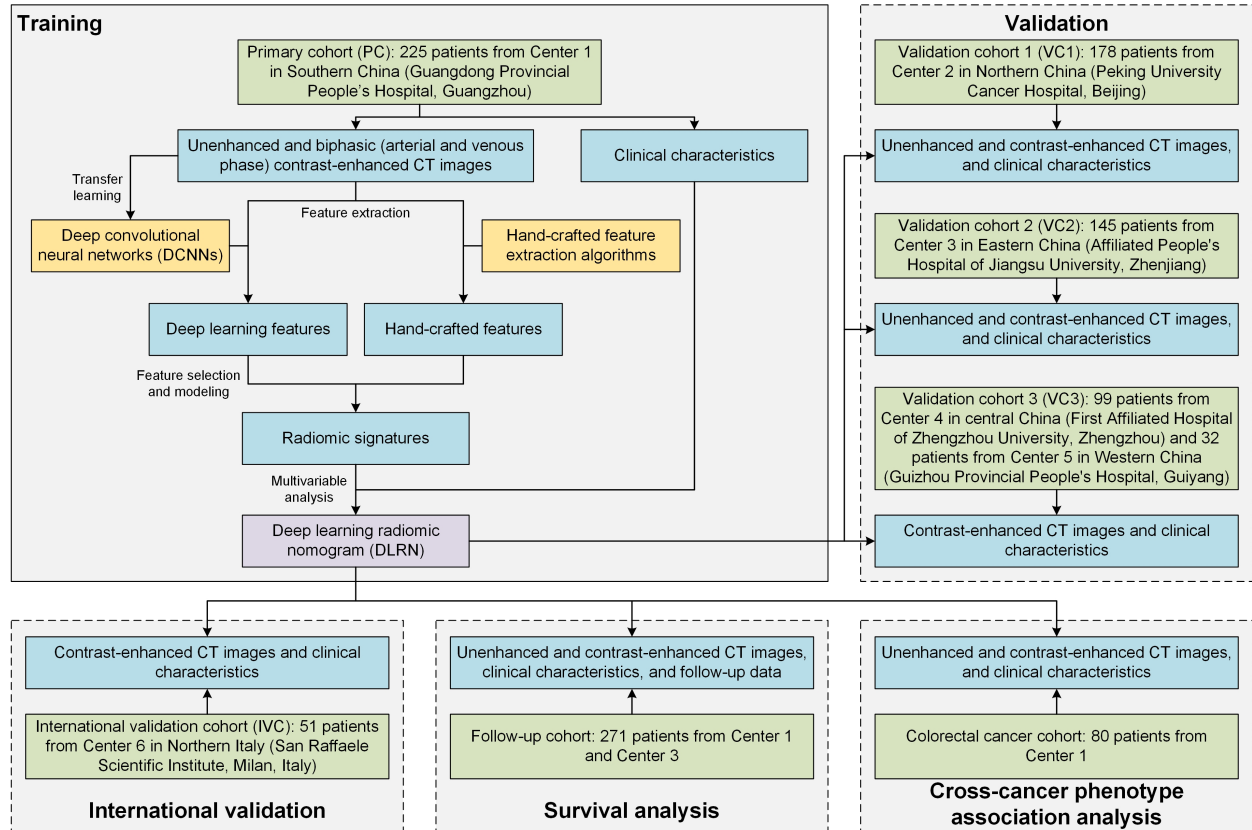 Training
Primary cohort (PC): 225 patients from Center 1
in Southern China (Guangdong Provincial
People's Hospital, Guangzhou)
Unenhanced and biphasic (arterial and venous
phase) contrast-enhanced CT images
Clinical characteristics
Transfer
learning
Feature extraction
Deep convolutional
neural networks (DCNNs)
Hand-crafted feature
extraction algorithms
Deep learning features
Hand-crafted features
Feature selection
and modeling
Radiomic signatures
Multivariable
analysis
Deep learning radiomic
nomogram (DLRN)
Validation
Validation cohort 1 (VC1): 178 patients from
Center 2 in Northern China (Peking University
Cancer Hospital, Beijing)
Unenhanced and contrast-enhanced CT images,
and clinical characteristics
Validation cohort 2 (VC2): 145 patients from
Center 3 in Eastern China (Affiliated People's
Hospital of Jiangsu University, Zhenjiang)
Unenhanced and contrast-enhanced CT images,
and clinical characteristics
Validation cohort 3 (VC3): 99 patients from
Center 4 in central China (First Affiliated Hospital
of Zhengzhou University, Zhengzhou) and 32
patients from Center 5 in Western China
(Guizhou Provincial People's Hospital, Guiyang)
Contrast-enhanced CT images and clinical
characteristics
Contrast-enhanced CT images and clinical
characteristics
International validation cohort (IVC): 51 patients
from Center 6 in Northern Italy (San Raffaele
Scientific Institute, Milan, Italy)
International validation
Unenhanced and contrast-enhanced CT images,
clinical characteristics, and follow-up data
Follow-up cohort: 271 patients from Center 1
and Center 3
Survival analysis
Unenhanced and contrast-enhanced CT images,
and clinical characteristics
Colorectal cancer cohort: 80 patients from
Center 1
Cross-cancer phenotype
association analysis